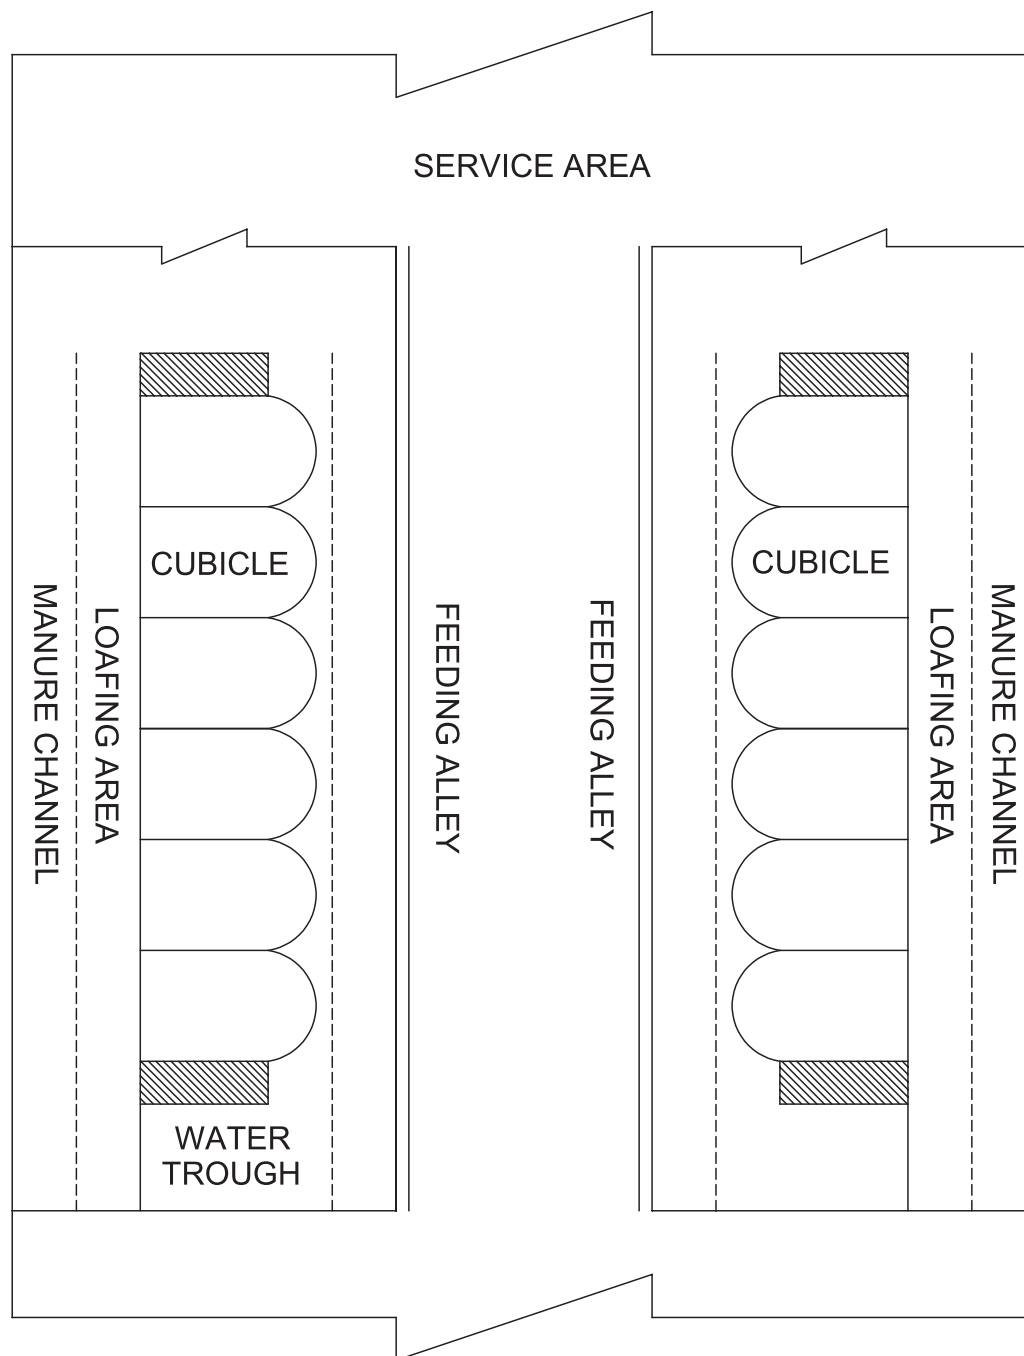 SERVICE AREA
CUBICLE
CUBICLE
MANURE CHANNEL
LOAFING AREA
FEEDING ALLEY
FEEDING ALLEY
LOAFING AREA
MANURE CHANNEL
WATER
TROUGH